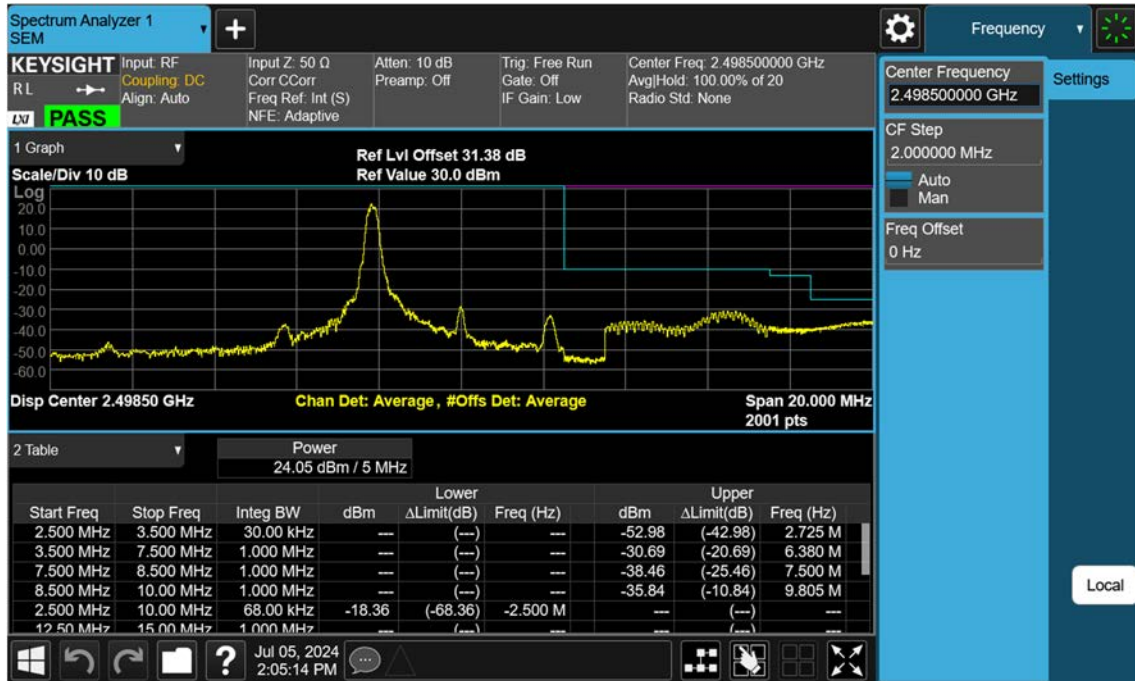 Spectrum Analyzer 1
SEM
Frequency
KEYSIGHT
RL
LXI
PASS
Input: RF
Coupling: DC
Align: Auto
Input Z: 50 Ω
Corr CCorr
Freq Ref: Int (S)
NFE: Adaptive
Atten: 10 dB
Preamp: Off
Trig: Free Run
Gate: Off
IF Gain: Low
Center Freq: 2.498500000 GHz
Avg|Hold: 100.00% of 20
Radio Std: None
Center Frequency
2.498500000 GHz
Settings
CF Step
2.000000 MHz
Auto
Man
Freq Offset
0 Hz
Local
1 Graph
Ref Lvl Offset 31.38 dB
Scale/Div 10 dB
Ref Value 30.0 dBm
Log
20.0
10.0
0.00
-10.0
-20.0
-30.0
-40.0
-50.0
-60.0
Disp Center 2.49850 GHz
Chan Det: Average, #Offs Det: Average
Span 20.000 MHz
2001 pts
2 Table
Power
24.05 dBm / 5 MHz
Lower Upper
Start Freq Stop Freq Integ BW dBm ΔLimit(dB) Freq (Hz) dBm ΔLimit(dB) Freq (Hz)
2.500 MHz 3.500 MHz 30.00 kHz --- (---) --- -52.98 (-42.98) 2.725 M
3.500 MHz 7.500 MHz 1.000 MHz --- (---) --- -30.69 (-20.69) 6.380 M
7.500 MHz 8.500 MHz 1.000 MHz --- (---) --- -38.46 (-25.46) 7.500 M
8.500 MHz 10.00 MHz 1.000 MHz --- (---) --- -35.84 (-10.84) 9.805 M
2.500 MHz 10.00 MHz 68.00 kHz -18.36 (-68.36) -2.500 M --- (---) ---
12.50 MHz 15.00 MHz 1.000 MHz --- (---) --- --- (---) ---
?
Jul 05, 2024
2:05:14 PM